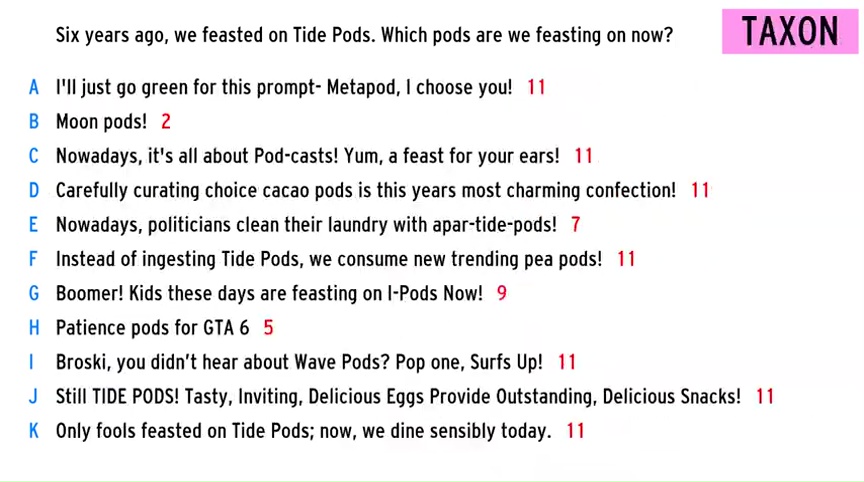 Six years ago, we feasted on Tide Pods. Which pods are we feasting on now?
TAXON
A I'll just go green for this prompt- Metapod, I choose you! 11
B Moon pods! 2
C Nowadays, it's all about Pod-casts! Yum, a feast for your ears! 11
D Carefully curating choice cacao pods is this years most charming confection! 11
E Nowadays, politicians clean their laundry with apar-tide-pods! 7
F Instead of ingesting Tide Pods, we consume new trending pea pods! 11
G Boomer! Kids these days are feasting on I-Pods Now! 9
H Patience pods for GTA 6 5
I Broski, you didn’t hear about Wave Pods? Pop one, Surfs Up! 11
J Still TIDE PODS! Tasty, Inviting, Delicious Eggs Provide Outstanding, Delicious Snacks! 11
K Only fools feasted on Tide Pods; now, we dine sensibly today. 11